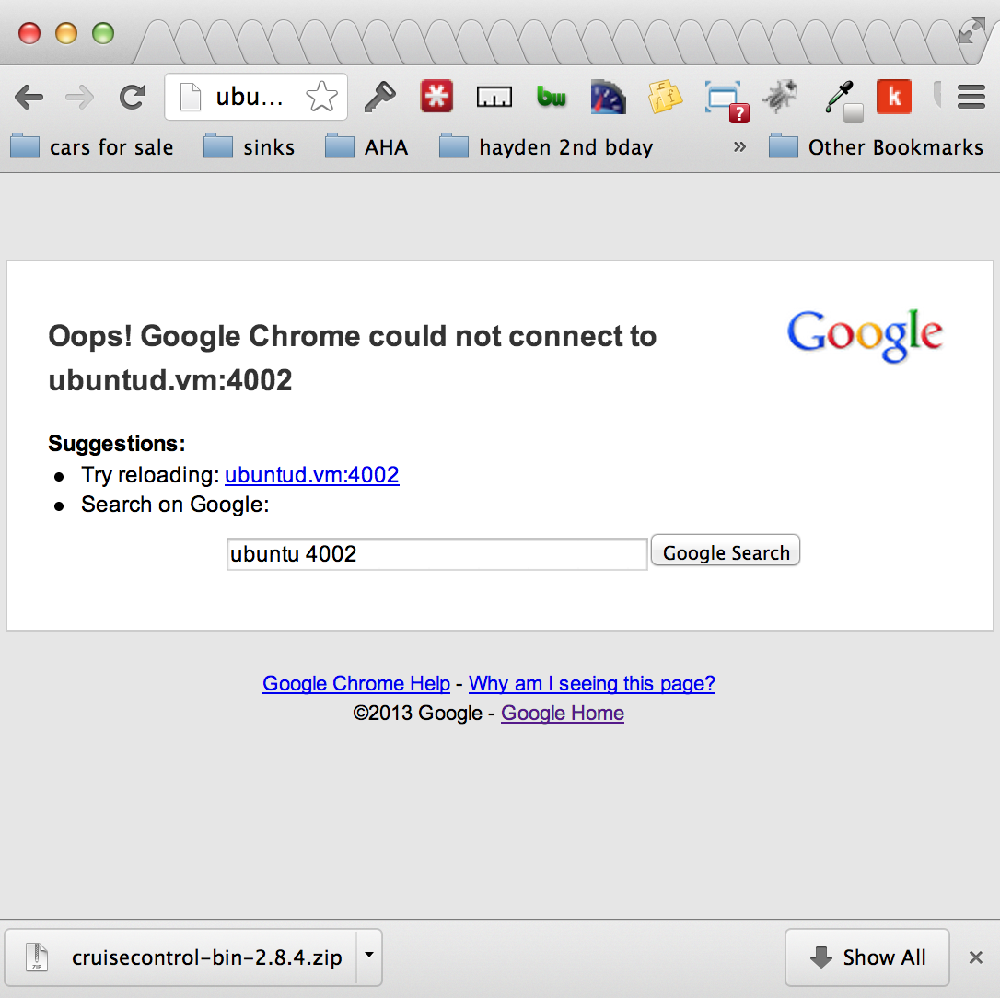 ubu...
bw
?
k
cars for sale
sinks
AHA
hayden 2nd bday
»
Other Bookmarks
Google
Oops! Google Chrome could not connect to
ubuntud.vm:4002
Suggestions:
• Try reloading: ubuntud.vm:4002
• Search on Google:
ubuntu 4002
Google Search
Google Chrome Help - Why am I seeing this page?
©2013 Google - Google Home
ZIP
cruisecontrol-bin-2.8.4.zip
Show All